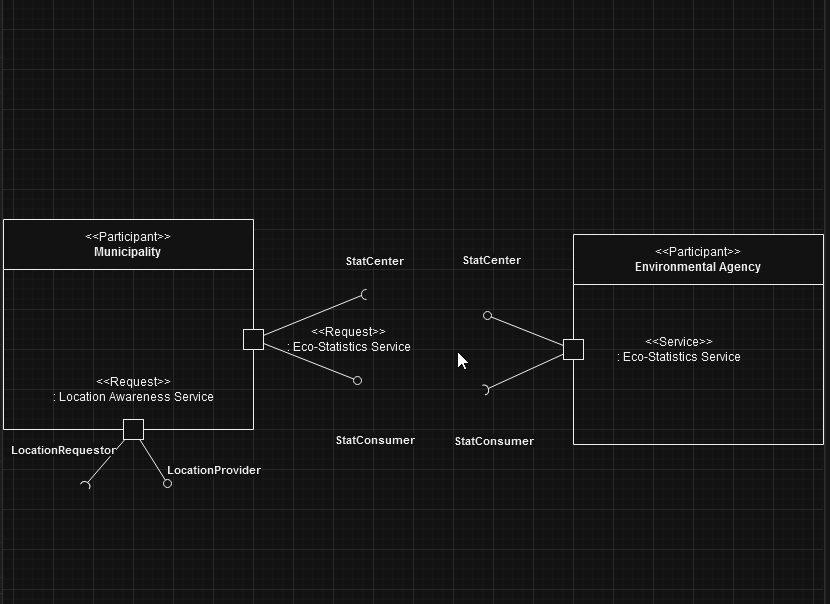 <<Participant>>
Municipality
<<Request>>
: Location Awareness Service
LocationRequestor
LocationProvider
StatCenter
<<Request>>
: Eco-Statistics Service
StatConsumer
StatCenter
StatConsumer
<<Participant>>
Environmental Agency
<<Service>>
: Eco-Statistics Service